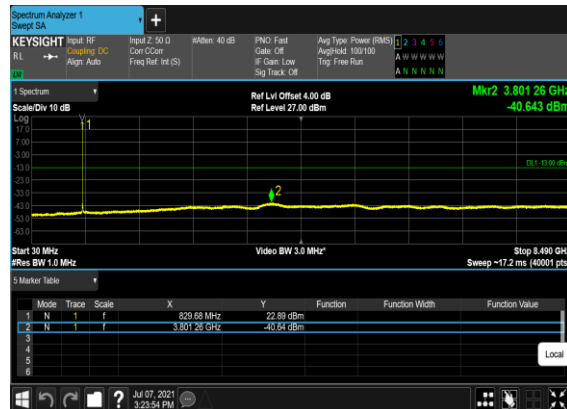 Spectrum Analyzer 1
Swept SA
+
KEYSIGHT Input: RF Input Z: 50 Ω #Atten: 40 dB PNO: Fast Avg Type: Power (RMS) 1 2 3 4 5 6
RL Coupling: DC Corr CCorr Gate: Off Avg|Hold: 100/100 A W W W W W
Align: Auto Freq Ref: Int (S) IF Gain: Low Trig: Free Run
Sig Track: Off A N N N N N
1 Spectrum
Ref Lvl Offset 4.00 dB Mkr2 3.801 26 GHz
Scale/Div 10 dB Ref Level 27.00 dBm -40.643 dBm
Log
17.0
7.00
-3.00
-13.0 DL1 -13.00 dBm
-23.0
-33.0
-43.0
-53.0
-63.0
1
2
Start 30 MHz Video BW 3.0 MHz* Stop 8.490 GHz
#Res BW 1.0 MHz Sweep ~17.2 ms (40001 pts
5 Marker Table
Mode Trace Scale X Y Function Function Width Function Value
1 N 1 f 829.68 MHz 22.89 dBm
2 N 1 f 3.801 26 GHz -40.64 dBm
3
4
5
6
Local
? Jul 07, 2021
3:23:54 PM